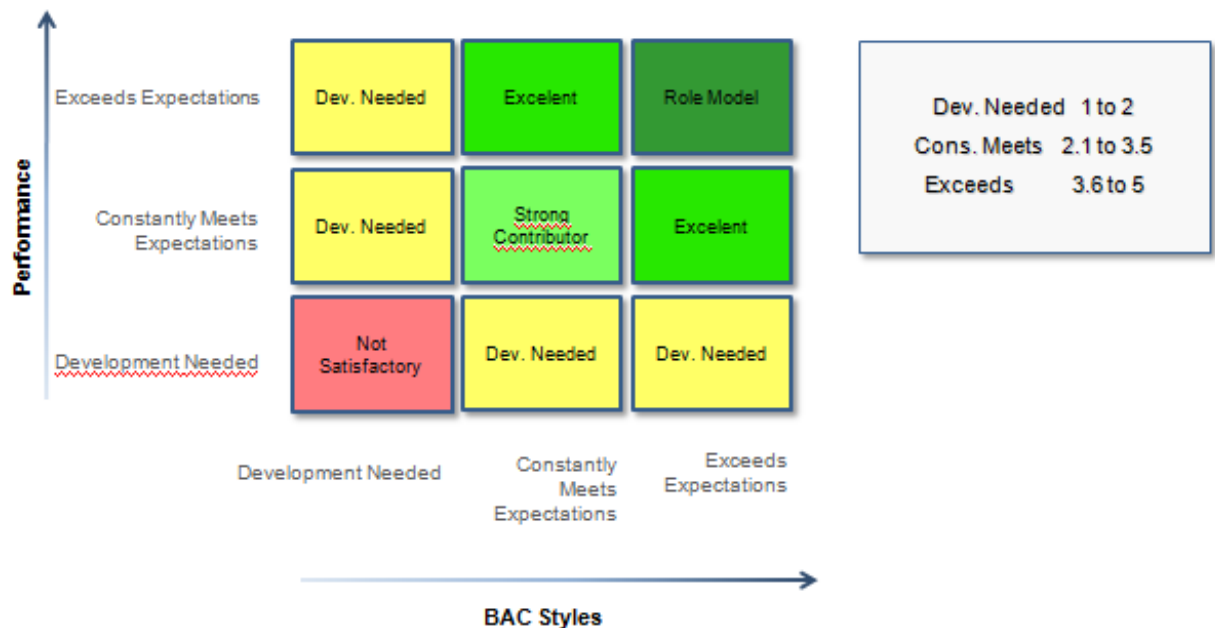 Performance
Exceeds Expectations
Dev. Needed
Excelent
Role Model
Constantly Meets
Expectations
Dev. Needed
Strong
Contributor
Excelent
Development Needed
Not
Satisfactory
Dev. Needed
Dev. Needed
Development Needed
Constantly
Meets
Expectations
Exceeds
Expectations
BAC Styles
Dev. Needed 1 to 2
Cons. Meets 2.1 to 3.5
Exceeds 3.6 to 5